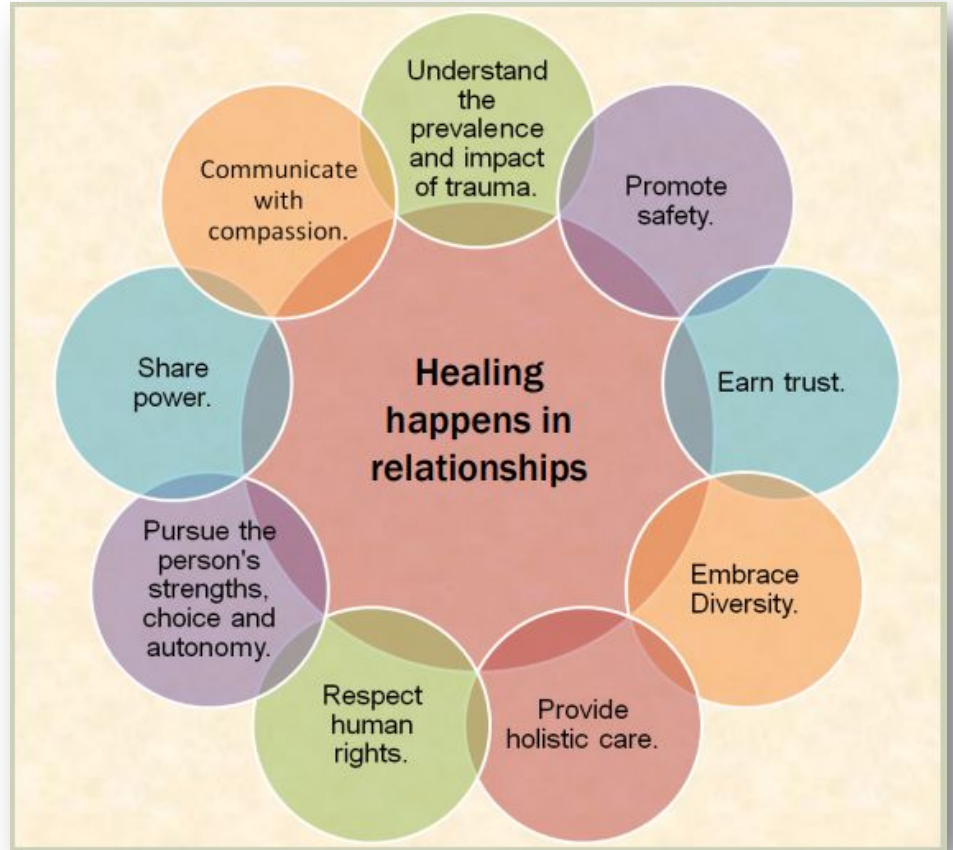 Understand
the
prevalence
and impact
of trauma.
Promote
safety.
Earn trust.
Embrace
Diversity.
Provide
holistic care.
Respect
human
rights.
Pursue the
person's
strengths,
choice and
autonomy.
Share
power.
Communicate
with
compassion.
Healing
happens in
relationships